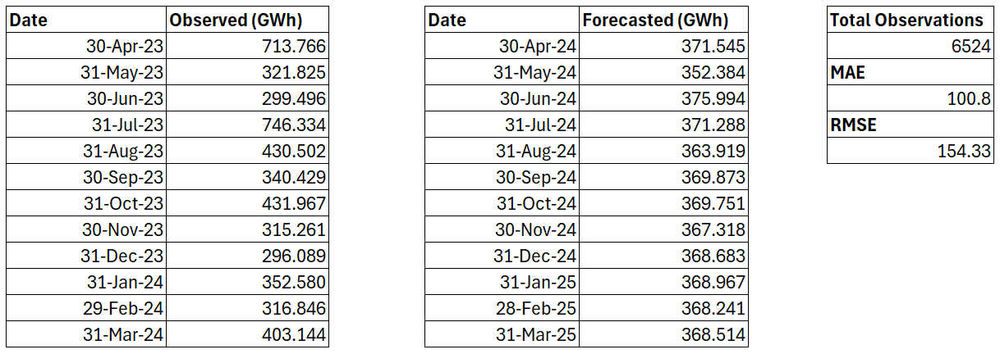 Date Observed (GWh) Date Forecasted (GWh) Total Observations
30-Apr-23 713.766 30-Apr-24 371.545 6524
31-May-23 321.825 31-May-24 352.384 MAE
30-Jun-23 299.496 30-Jun-24 375.994 100.8
31-Jul-23 746.334 31-Jul-24 371.288 RMSE
31-Aug-23 430.502 31-Aug-24 363.919 154.33
30-Sep-23 340.429 30-Sep-24 369.873
31-Oct-23 431.967 31-Oct-24 369.751
30-Nov-23 315.261 30-Nov-24 367.318
31-Dec-23 296.089 31-Dec-24 368.683
31-Jan-24 352.580 31-Jan-25 368.967
29-Feb-24 316.846 28-Feb-25 368.241
31-Mar-24 403.144 31-Mar-25 368.514